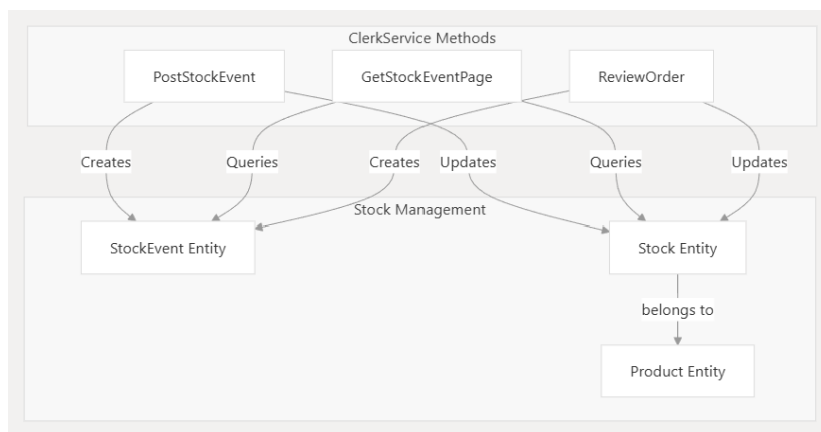 ClerkService Methods
PostStockEvent
GetStockEventPage
ReviewOrder
Creates
Queries
Creates
Updates
Queries
Updates
Stock Management
StockEvent Entity
Stock Entity
belongs to
Product Entity